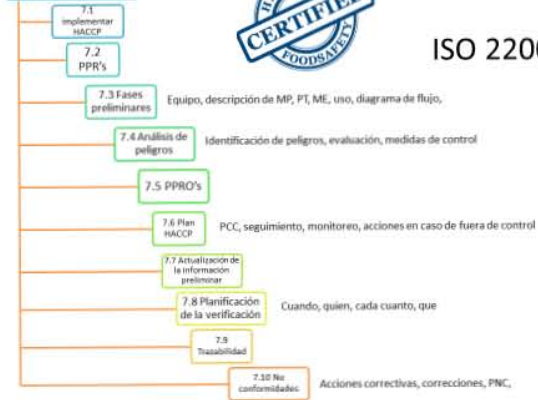 CERTIFIED
FOODSAFETY
ISO 2200
7.1
implementar
HACCP
7.2
PPR's
7.3 Fases
preliminares
Equipo, descripción de MP, PT, ME, uso, diagrama de flujo,
7.4 Análisis de
peligros
Identificación de peligros, evaluación, medidas de control
7.5 PPRO's
7.6 Plan
HACCP
PCC, seguimiento, monitoreo, acciones en caso de fuera de control
7.7 Actualización de
la información
preliminar
7.8 Planificación
de la verificación
Cuando, quien, cada cuanto, que
7.9
Trazabilidad
7.10 No
conformidades
Acciones correctivas, correcciones, PNC,